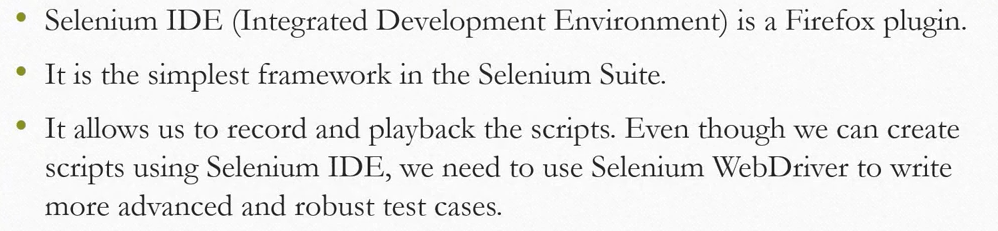 • Selenium IDE (Integrated Development Environment) is a Firefox plugin.
• It is the simplest framework in the Selenium Suite.
• It allows us to record and playback the scripts. Even though we can create
scripts using Selenium IDE, we need to use Selenium WebDriver to write
more advanced and robust test cases.